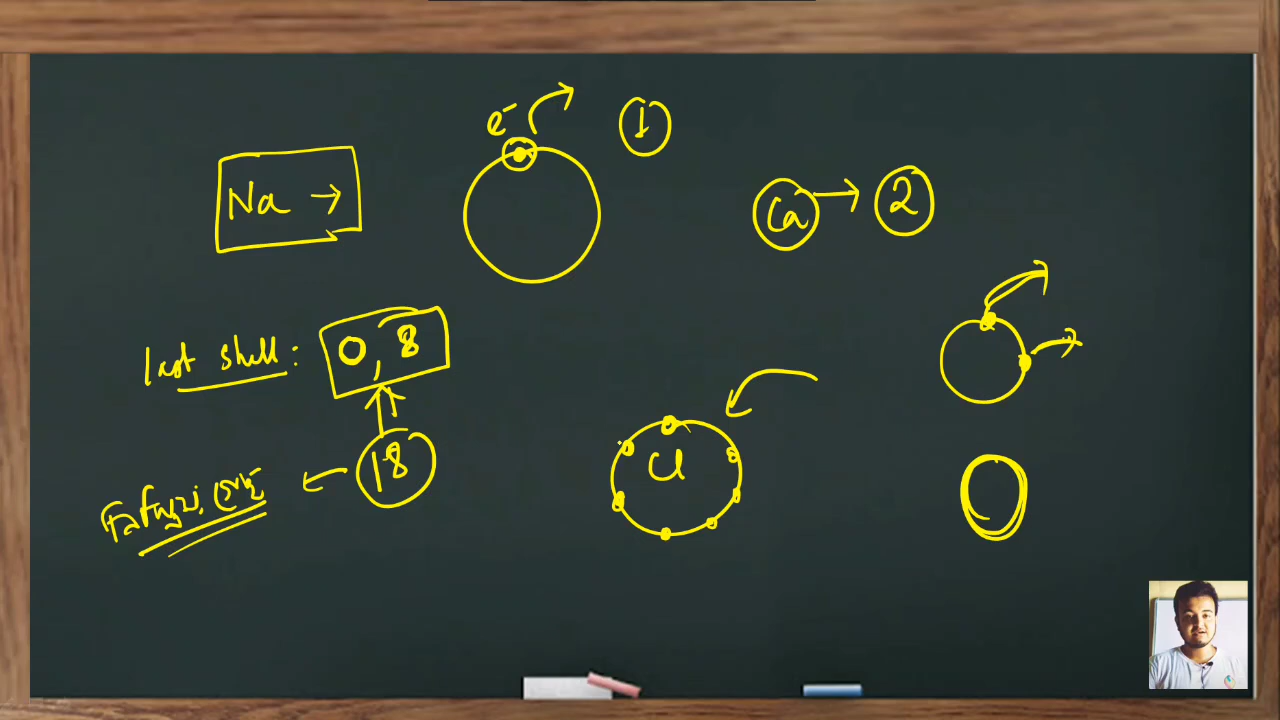 e⁻ ①
Na →
Ca → ②
last shell: 0, 8
Cl
18